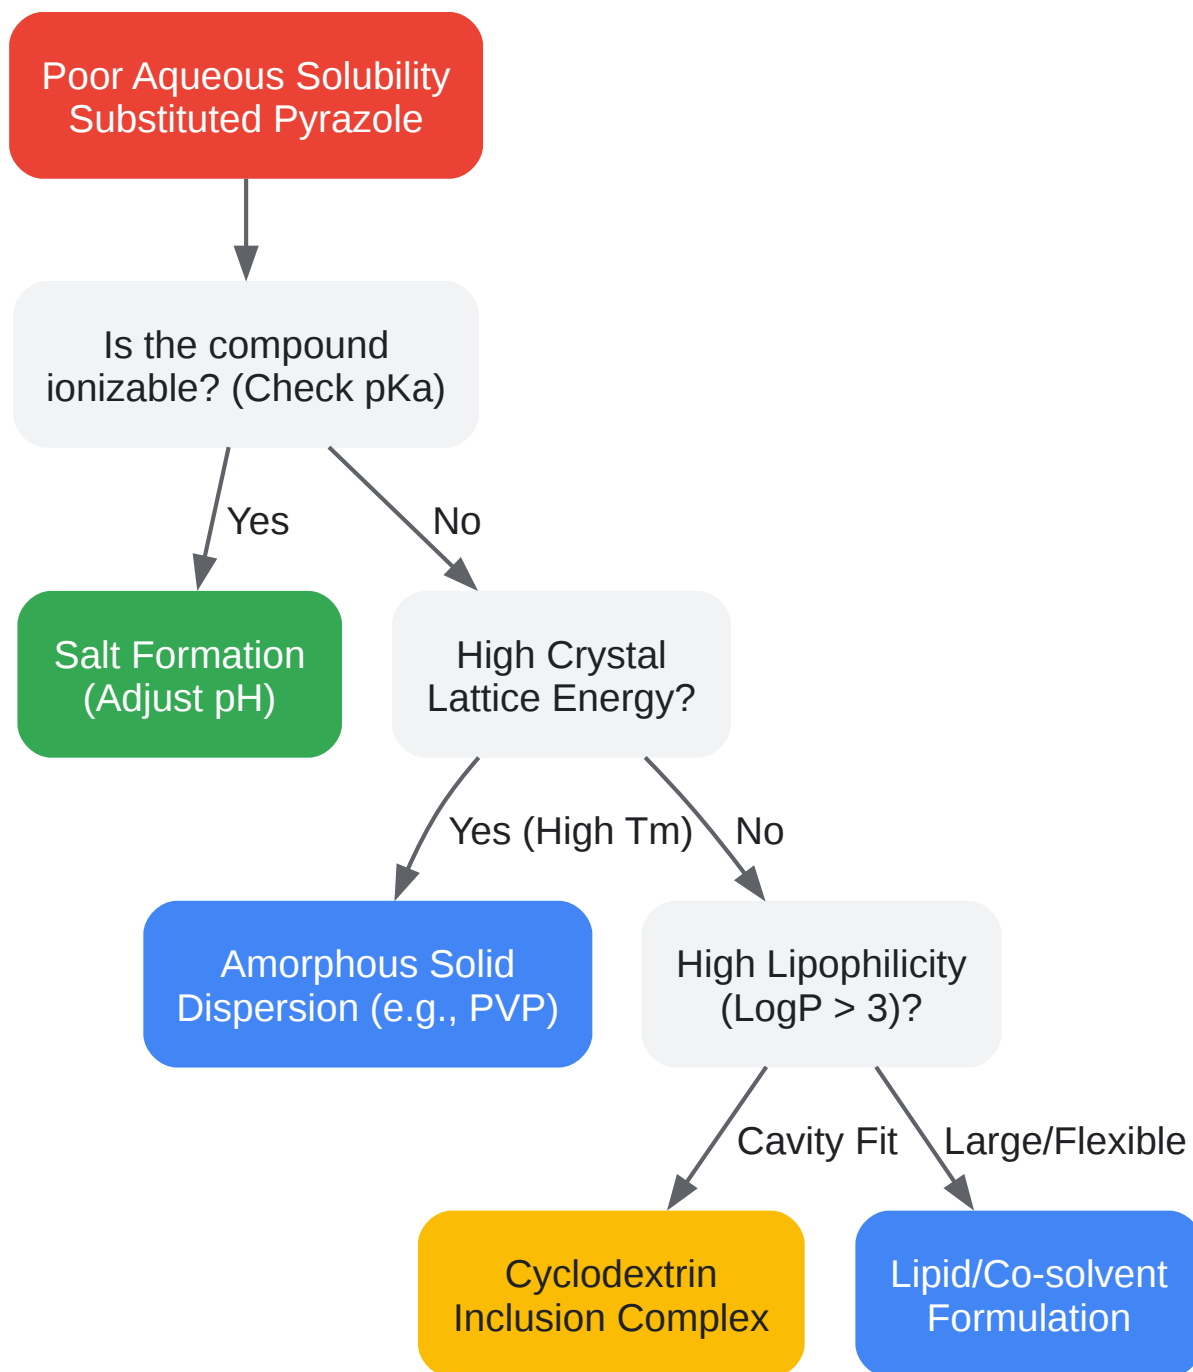 Poor Aqueous Solubility
Substituted Pyrazole
Is the compound
ionizable? (Check pKa)
Yes
No
Salt Formation
(Adjust pH)
High Crystal
Lattice Energy?
Yes (High Tm)
No
Amorphous Solid
Dispersion (e.g., PVP)
High Lipophilicity
(LogP > 3)?
Cavity Fit
Large/Flexible
Cyclodextrin
Inclusion Complex
Lipid/Co-solvent
Formulation